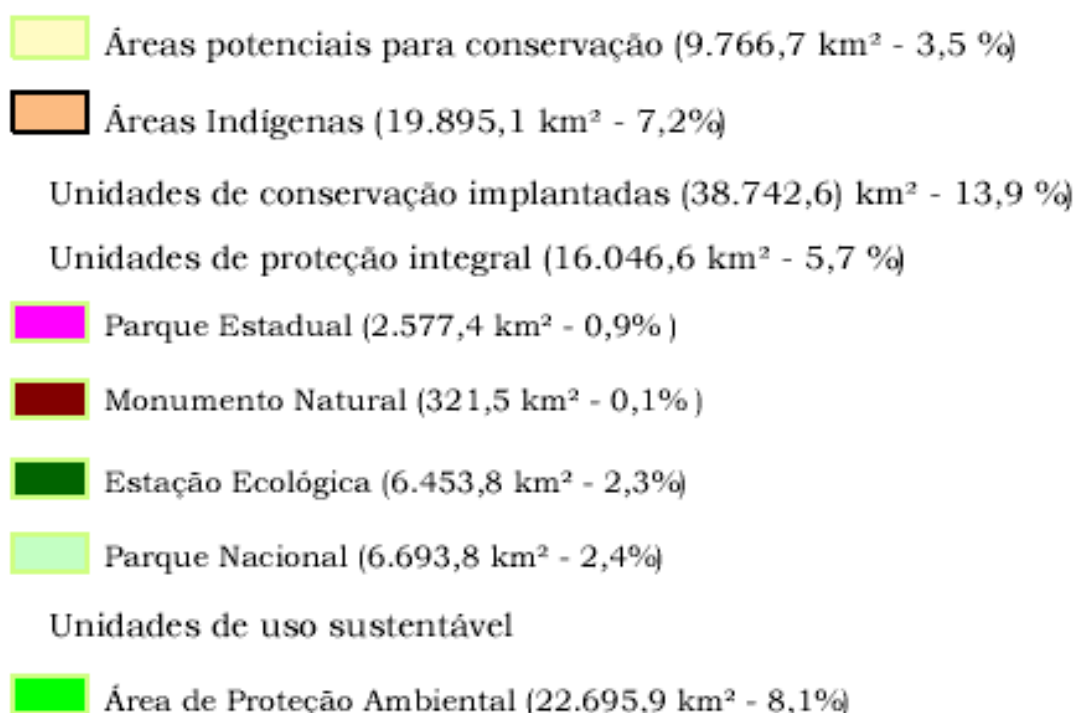 Áreas potenciais para conservação (9.766,7 km² - 3,5 %)
Áreas Indígenas (19.895,1 km² - 7,2%)
Unidades de conservação implantadas (38.742,6) km² - 13,9 %)
Unidades de proteção integral (16.046,6 km² - 5,7 %)
Parque Estadual (2.577,4 km² - 0,9% )
Monumento Natural (321,5 km² - 0,1% )
Estação Ecológica (6.453,8 km² - 2,3%)
Parque Nacional (6.693,8 km² - 2,4%)
Unidades de uso sustentável
Área de Proteção Ambiental (22.695,9 km² - 8,1%)